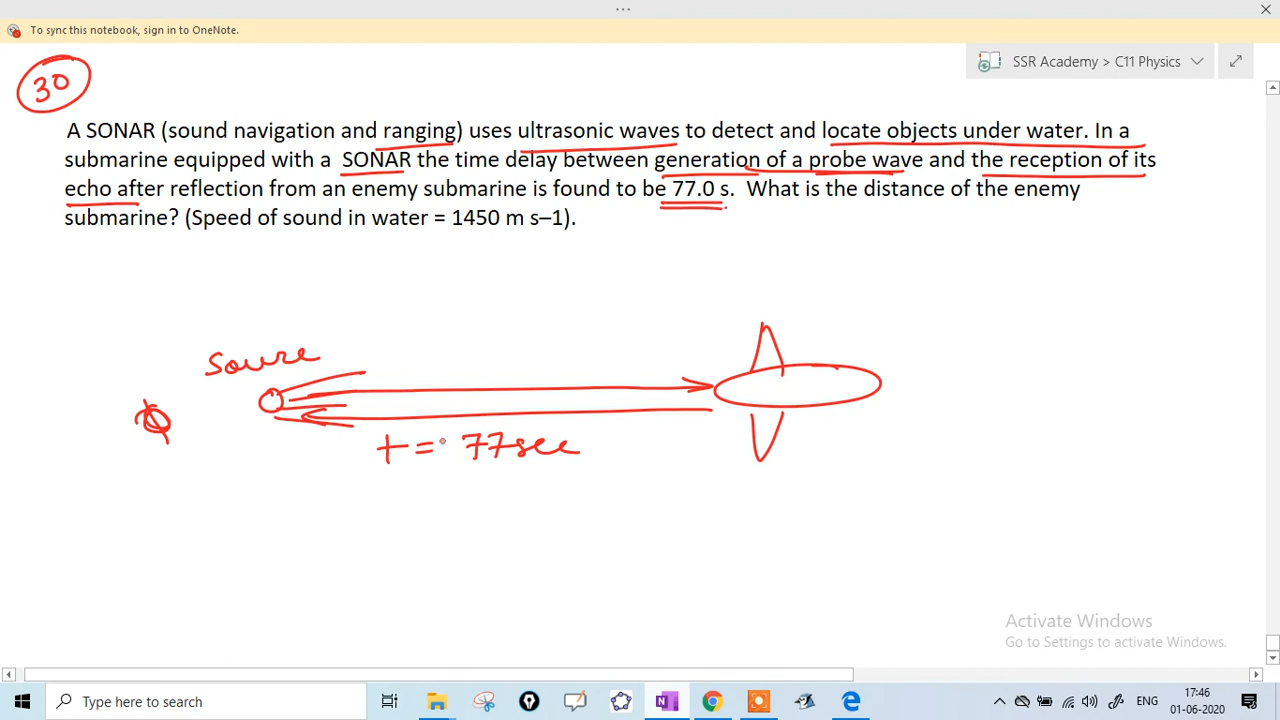 ...
To sync this notebook, sign in to OneNote.
SSR Academy > C11 Physics
30
A SONAR (sound navigation and ranging) uses ultrasonic waves to detect and locate objects under water. In a
submarine equipped with a SONAR the time delay between generation of a probe wave and the reception of its
echo after reflection from an enemy submarine is found to be 77.0 s. What is the distance of the enemy
submarine? (Speed of sound in water = 1450 m s–1).
Soure
t = 77sec
Activate Windows
Go to Settings to activate Windows.
Type here to search
ENG
17:46
01-06-2020